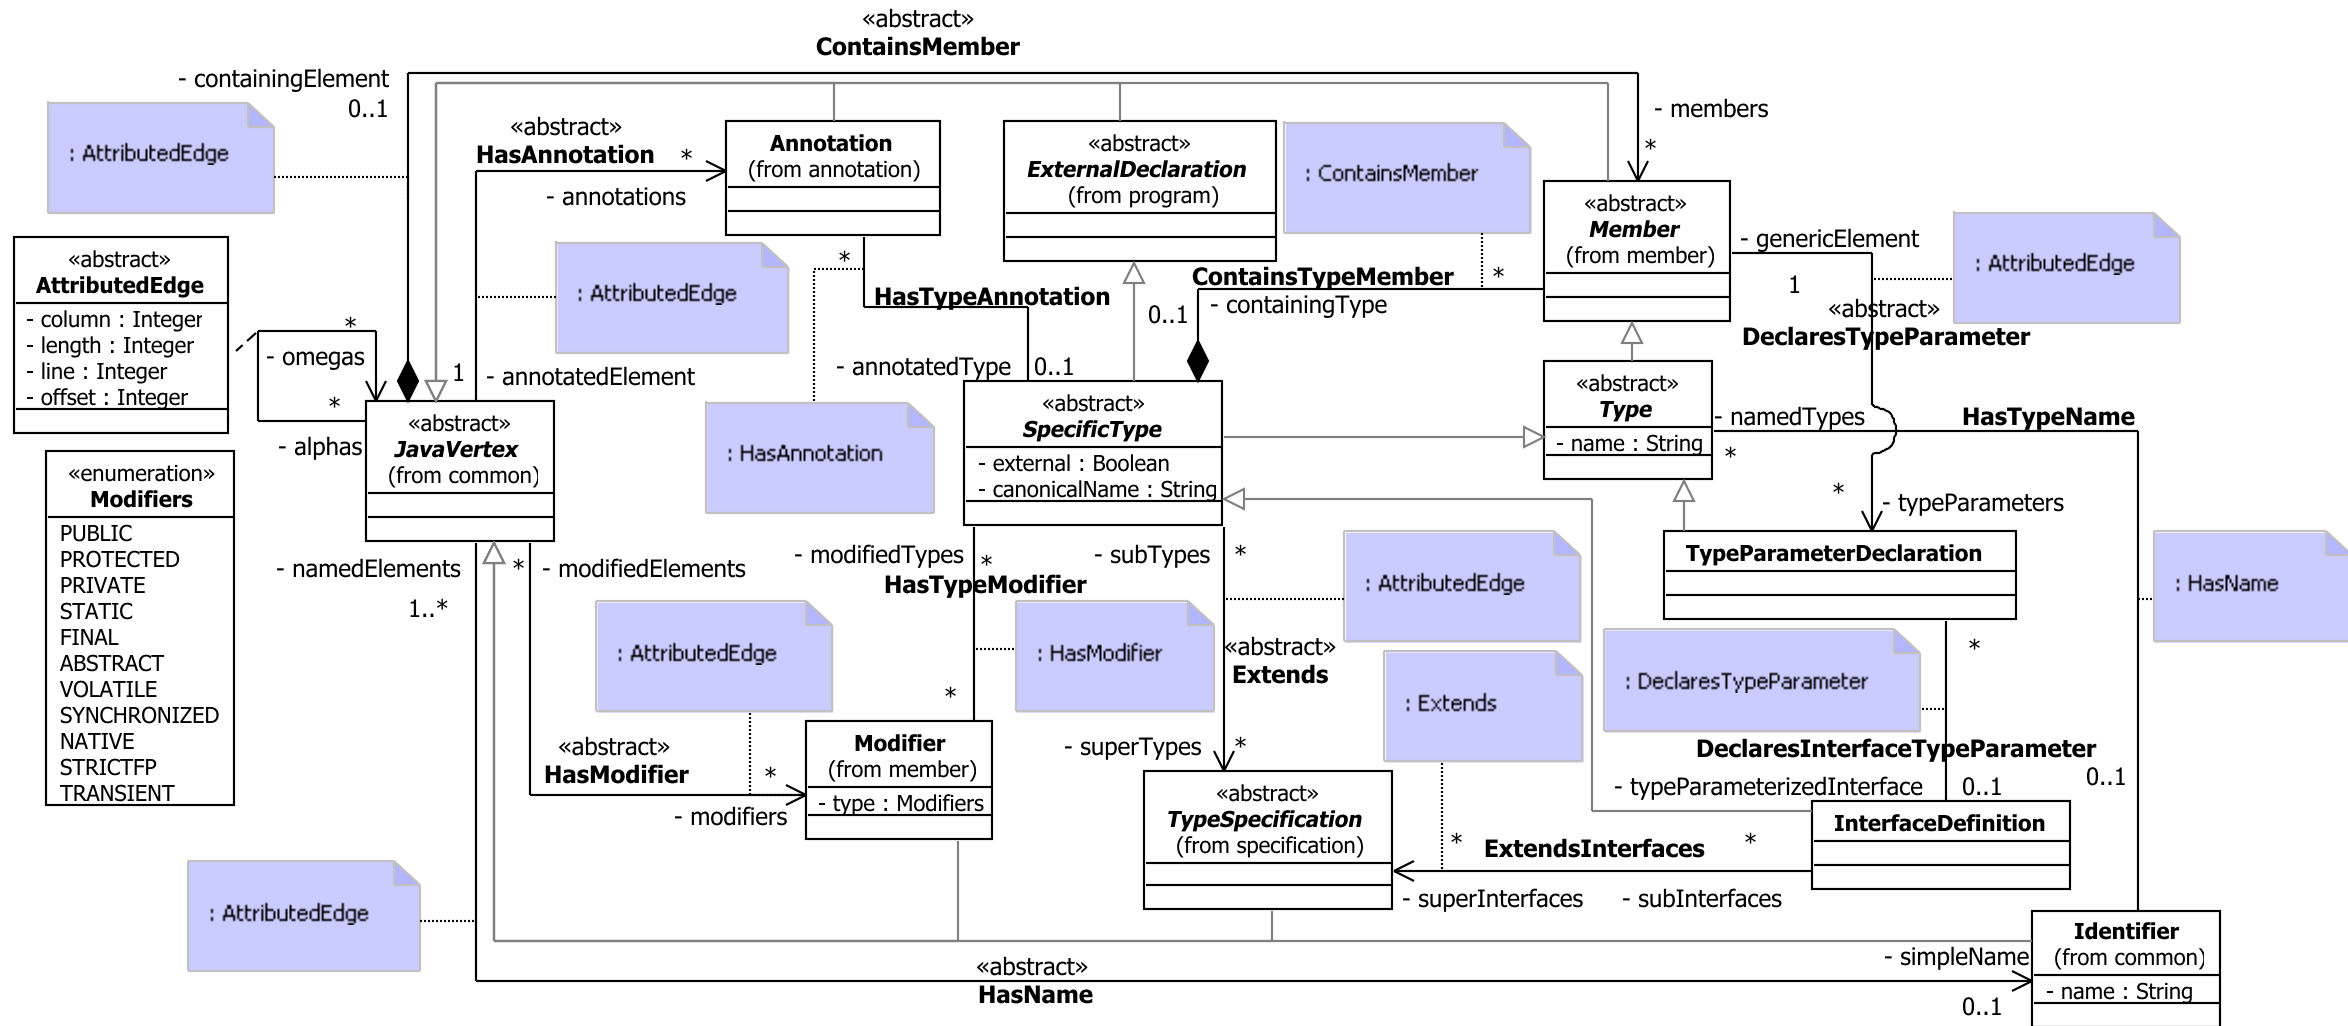 «abstract»
ContainsMember
- containingElement
0..1
- members
*
: AttributedEdge
«abstract»
HasAnnotation
*
- annotations
Annotation
(from annotation)
«abstract»
ExternalDeclaration
(from program)
: ContainsMember
«abstract»
Member
(from member)
- genericElement
1
: AttributedEdge
«abstract»
DeclaresTypeParameter
«abstract»
AttributedEdge
- column : Integer
- length : Integer
- line : Integer
- offset : Integer
*
- omegas
*
- alphas
1
- annotatedElement
: AttributedEdge
*
HasTypeAnnotation
- annotatedType
0..1
ContainsTypeMember
*
- containingType
0..1
«abstract»
JavaVertex
(from common)
: HasAnnotation
«abstract»
SpecificType
- external : Boolean
- canonicalName : String
«abstract»
Type
- name : String
- namedTypes
*
HasTypeName
*
- typeParameters
«enumeration»
Modifiers
PUBLIC
PROTECTED
PRIVATE
STATIC
FINAL
ABSTRACT
VOLATILE
SYNCHRONIZED
NATIVE
STRICTFP
TRANSIENT
- namedElements
1..*
*
- modifiedElements
- modifiedTypes
*
HasTypeModifier
- subTypes
*
: AttributedEdge
TypeParameterDeclaration
: HasName
: AttributedEdge
: HasModifier
«abstract»
Extends
: Extends
: DeclaresTypeParameter
*
DeclaresInterfaceTypeParameter
«abstract»
HasModifier
*
- modifiers
*
Modifier
(from member)
- type : Modifiers
- superTypes
*
«abstract»
TypeSpecification
(from specification)
- typeParameterizedInterface
0..1
0..1
InterfaceDefinition
*
ExtendsInterfaces
*
- superInterfaces
- subInterfaces
: AttributedEdge
«abstract»
HasName
- simpleName
0..1
Identifier
(from common)
- name : String